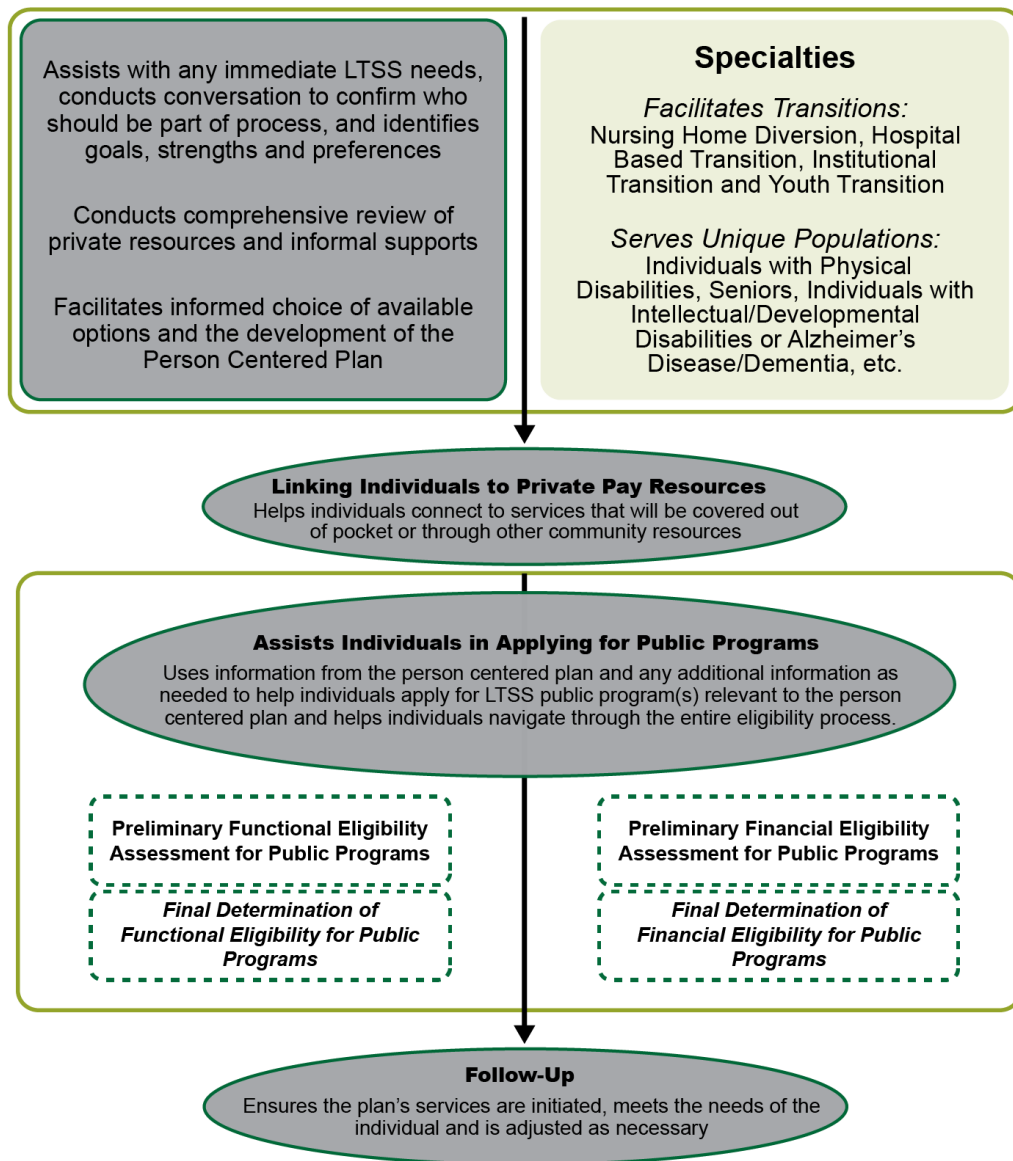 Assists with any immediate LTSS needs,
conducts conversation to confirm who
should be part of process, and identifies
goals, strengths and preferences
Conducts comprehensive review of
private resources and informal supports
Facilitates informed choice of available
options and the development of the
Person Centered Plan
Specialties
Facilitates Transitions:
Nursing Home Diversion, Hospital
Based Transition, Institutional
Transition and Youth Transition
Serves Unique Populations:
Individuals with Physical
Disabilities, Seniors, Individuals with
Intellectual/Developmental
Disabilities or Alzheimer’s
Disease/Dementia, etc.
Linking Individuals to Private Pay Resources
Helps individuals connect to services that will be covered out
of pocket or through other community resources
Assists Individuals in Applying for Public Programs
Uses information from the person centered plan and any additional information as
needed to help individuals apply for LTSS public program(s) relevant to the person
centered plan and helps individuals navigate through the entire eligibility process.
Preliminary Functional Eligibility
Assessment for Public Programs
Final Determination of
Functional Eligibility for Public
Programs
Preliminary Financial Eligibility
Assessment for Public Programs
Final Determination of
Financial Eligibility for Public
Programs
Follow-Up
Ensures the plan’s services are initiated, meets the needs of the
individual and is adjusted as necessary